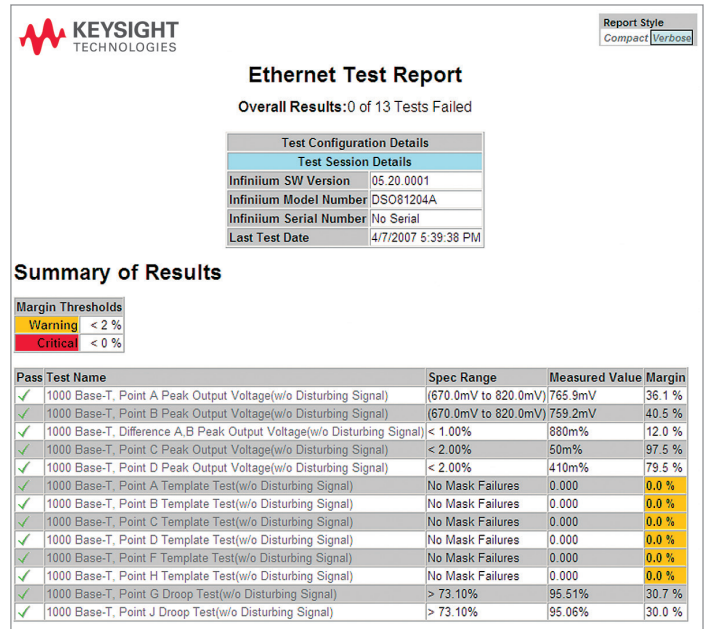 KEYSIGHT
TECHNOLOGIES
Report Style
Compact Verbose
Ethernet Test Report
Overall Results:0 of 13 Tests Failed
Test Configuration Details
Test Session Details
Infiniium SW Version 05.20.0001
Infiniium Model Number DSO81204A
Infiniium Serial Number No Serial
Last Test Date 4/7/2007 5:39:38 PM
Summary of Results
Margin Thresholds
Warning < 2 %
Critical < 0 %
Pass Test Name Spec Range Measured Value Margin
1000 Base-T, Point A Peak Output Voltage(w/o Disturbing Signal) (670.0mV to 820.0mV) 765.9mV 36.1 %
1000 Base-T, Point B Peak Output Voltage(w/o Disturbing Signal) (670.0mV to 820.0mV) 759.2mV 40.5 %
1000 Base-T, Difference A,B Peak Output Voltage(w/o Disturbing Signal) < 1.00% 880m% 12.0 %
1000 Base-T, Point C Peak Output Voltage(w/o Disturbing Signal) < 2.00% 50m% 97.5 %
1000 Base-T, Point D Peak Output Voltage(w/o Disturbing Signal) < 2.00% 410m% 79.5 %
1000 Base-T, Point A Template Test(w/o Disturbing Signal) No Mask Failures 0.000 0.0 %
1000 Base-T, Point B Template Test(w/o Disturbing Signal) No Mask Failures 0.000 0.0 %
1000 Base-T, Point C Template Test(w/o Disturbing Signal) No Mask Failures 0.000 0.0 %
1000 Base-T, Point D Template Test(w/o Disturbing Signal) No Mask Failures 0.000 0.0 %
1000 Base-T, Point F Template Test(w/o Disturbing Signal) No Mask Failures 0.000 0.0 %
1000 Base-T, Point H Template Test(w/o Disturbing Signal) No Mask Failures 0.000 0.0 %
1000 Base-T, Point G Droop Test(w/o Disturbing Signal) > 73.10% 95.51% 30.7 %
1000 Base-T, Point J Droop Test(w/o Disturbing Signal) > 73.10% 95.06% 30.0 %